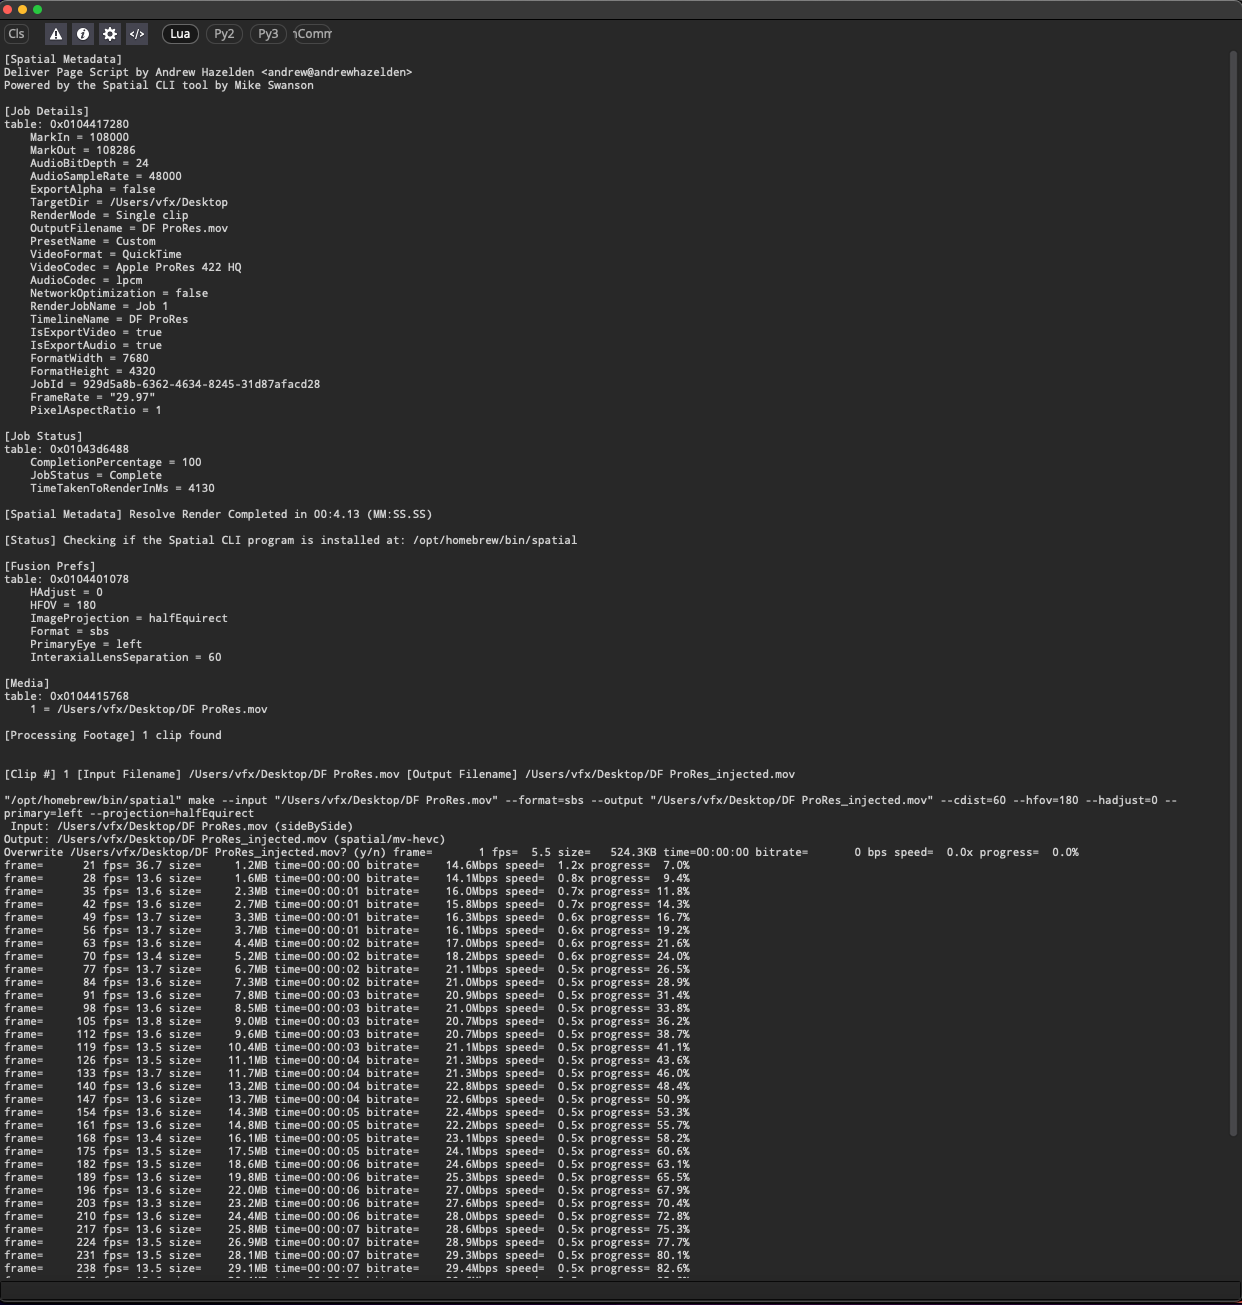 Cls Lua Py2 Py3 Comm
[Spatial Metadata]
Deliver Page Script by Andrew Hazelden <andrew@andrewhazelden>
Powered by the Spatial CLI tool by Mike Swanson
[Job Details]
table: 0x0104417280
MarkIn = 108000
MarkOut = 108286
AudioBitDepth = 24
AudioSampleRate = 48000
ExportAlpha = false
TargetDir = /Users/vfx/Desktop
RenderMode = Single clip
OutputFilename = DF ProRes.mov
PresetName = Custom
VideoFormat = QuickTime
VideoCodec = Apple ProRes 422 HQ
AudioCodec = lpcm
NetworkOptimization = false
RenderJobName = Job 1
TimelineName = DF ProRes
IsExportVideo = true
IsExportAudio = true
FormatWidth = 7680
FormatHeight = 4320
JobId = 929d5a8b-6362-4634-8245-31d87afacd28
FrameRate = "29.97"
PixelAspectRatio = 1
[Job Status]
table: 0x01043d6488
CompletionPercentage = 100
JobStatus = Complete
TimeTakenToRenderInMs = 4130
[Spatial Metadata] Resolve Render Completed in 00:4.13 (MM:SS.SS)
[Status] Checking if the Spatial CLI program is installed at: /opt/homebrew/bin/spatial
[Fusion Prefs]
table: 0x0104401078
HAdjust = 0
HFOV = 180
ImageProjection = halfEquirect
Format = sbs
PrimaryEye = left
InteraxialLensSeparation = 60
[Media]
table: 0x0104415768
1 = /Users/vfx/Desktop/DF ProRes.mov
[Processing Footage] 1 clip found
[Clip #] 1 [Input Filename] /Users/vfx/Desktop/DF ProRes.mov [Output Filename] /Users/vfx/Desktop/DF ProRes_injected.mov
"/opt/homebrew/bin/spatial" make --input "/Users/vfx/Desktop/DF ProRes.mov" --format=sbs --output "/Users/vfx/Desktop/DF ProRes_injected.mov" --cdist=60 --hfov=180 --hadjust=0 --
primary=left --projection=halfEquirect
Input: /Users/vfx/Desktop/DF ProRes.mov (sideBySide)
Output: /Users/vfx/Desktop/DF ProRes_injected.mov (spatial/mv-hevc)
Overwrite /Users/vfx/Desktop/DF ProRes_injected.mov? (y/n) frame= 1 fps= 5.5 size= 524.3KB time=00:00:00 bitrate= 0 bps speed= 0.0x progress= 0.0%
frame= 21 fps= 36.7 size= 1.2MB time=00:00:00 bitrate= 14.6Mbps speed= 1.2x progress= 7.0%
frame= 28 fps= 13.6 size= 1.6MB time=00:00:00 bitrate= 14.1Mbps speed= 0.8x progress= 9.4%
frame= 35 fps= 13.6 size= 2.3MB time=00:00:01 bitrate= 16.0Mbps speed= 0.7x progress= 11.8%
frame= 42 fps= 13.6 size= 2.7MB time=00:00:01 bitrate= 15.8Mbps speed= 0.7x progress= 14.3%
frame= 49 fps= 13.7 size= 3.3MB time=00:00:01 bitrate= 16.3Mbps speed= 0.6x progress= 16.7%
frame= 56 fps= 13.7 size= 3.7MB time=00:00:01 bitrate= 16.1Mbps speed= 0.6x progress= 19.2%
frame= 63 fps= 13.6 size= 4.4MB time=00:00:02 bitrate= 17.0Mbps speed= 0.6x progress= 21.6%
frame= 70 fps= 13.4 size= 5.2MB time=00:00:02 bitrate= 18.2Mbps speed= 0.6x progress= 24.0%
frame= 77 fps= 13.7 size= 6.7MB time=00:00:02 bitrate= 21.1Mbps speed= 0.5x progress= 26.5%
frame= 84 fps= 13.6 size= 7.3MB time=00:00:02 bitrate= 21.0Mbps speed= 0.5x progress= 28.9%
frame= 91 fps= 13.6 size= 7.8MB time=00:00:03 bitrate= 20.9Mbps speed= 0.5x progress= 31.4%
frame= 98 fps= 13.6 size= 8.5MB time=00:00:03 bitrate= 21.0Mbps speed= 0.5x progress= 33.8%
frame= 105 fps= 13.8 size= 9.0MB time=00:00:03 bitrate= 20.7Mbps speed= 0.5x progress= 36.2%
frame= 112 fps= 13.6 size= 9.6MB time=00:00:03 bitrate= 20.7Mbps speed= 0.5x progress= 38.7%
frame= 119 fps= 13.5 size= 10.4MB time=00:00:03 bitrate= 21.1Mbps speed= 0.5x progress= 41.1%
frame= 126 fps= 13.5 size= 11.1MB time=00:00:04 bitrate= 21.3Mbps speed= 0.5x progress= 43.6%
frame= 133 fps= 13.7 size= 11.7MB time=00:00:04 bitrate= 21.3Mbps speed= 0.5x progress= 46.0%
frame= 140 fps= 13.6 size= 13.2MB time=00:00:04 bitrate= 22.8Mbps speed= 0.5x progress= 48.4%
frame= 147 fps= 13.6 size= 13.7MB time=00:00:04 bitrate= 22.6Mbps speed= 0.5x progress= 50.9%
frame= 154 fps= 13.6 size= 14.3MB time=00:00:05 bitrate= 22.4Mbps speed= 0.5x progress= 53.3%
frame= 161 fps= 13.6 size= 14.8MB time=00:00:05 bitrate= 22.2Mbps speed= 0.5x progress= 55.7%
frame= 168 fps= 13.4 size= 16.1MB time=00:00:05 bitrate= 23.1Mbps speed= 0.5x progress= 58.2%
frame= 175 fps= 13.5 size= 17.5MB time=00:00:05 bitrate= 24.1Mbps speed= 0.5x progress= 60.6%
frame= 182 fps= 13.5 size= 18.6MB time=00:00:06 bitrate= 24.6Mbps speed= 0.5x progress= 63.1%
frame= 189 fps= 13.6 size= 19.8MB time=00:00:06 bitrate= 25.3Mbps speed= 0.5x progress= 65.5%
frame= 196 fps= 13.6 size= 22.0MB time=00:00:06 bitrate= 27.0Mbps speed= 0.5x progress= 67.9%
frame= 203 fps= 13.3 size= 23.2MB time=00:00:06 bitrate= 27.6Mbps speed= 0.5x progress= 70.4%
frame= 210 fps= 13.6 size= 24.4MB time=00:00:06 bitrate= 28.0Mbps speed= 0.5x progress= 72.8%
frame= 217 fps= 13.6 size= 25.8MB time=00:00:07 bitrate= 28.6Mbps speed= 0.5x progress= 75.3%
frame= 224 fps= 13.5 size= 26.9MB time=00:00:07 bitrate= 28.9Mbps speed= 0.5x progress= 77.7%
frame= 231 fps= 13.5 size= 28.1MB time=00:00:07 bitrate= 29.3Mbps speed= 0.5x progress= 80.1%
frame= 238 fps= 13.5 size= 29.1MB time=00:00:07 bitrate= 29.4Mbps speed= 0.5x progress= 82.6%